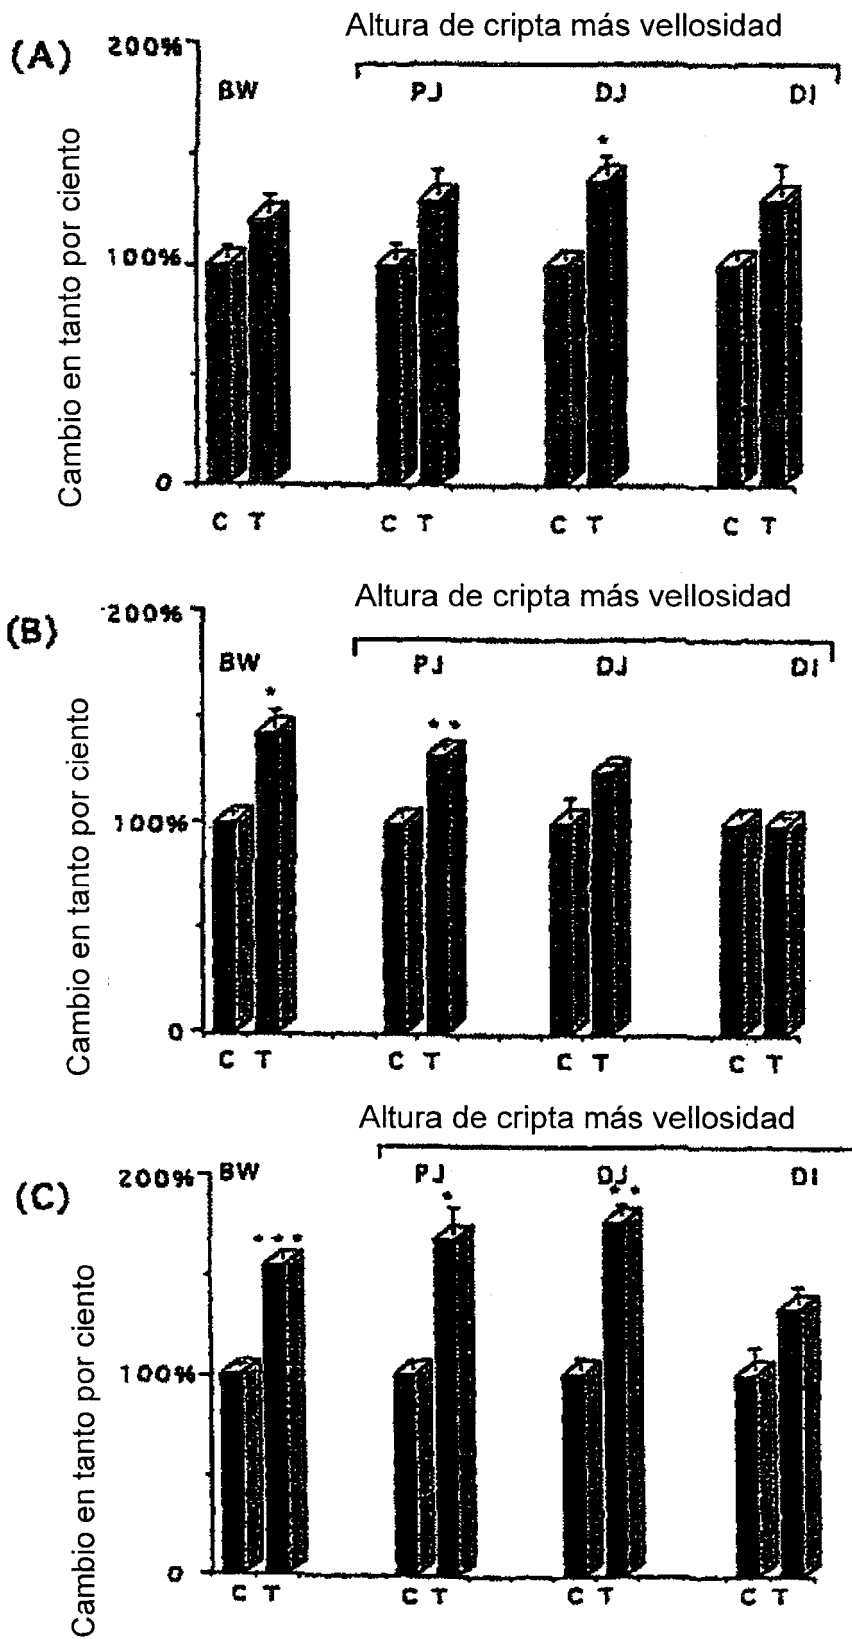 Altura de cripta más vellosidad
(A)
200%
BW PJ DJ DI
*
Cambio en tanto por ciento
100%
0
C T C T C T C T
Altura de cripta más vellosidad
(B)
200%
BW PJ DJ DI
* * *
Cambio en tanto por ciento
100%
0
C T C T C T C T
Altura de cripta más vellosidad
(C)
200%
BW PJ DJ DI
* * * * * *
Cambio en tanto por ciento
100%
0
C T C T C T C T